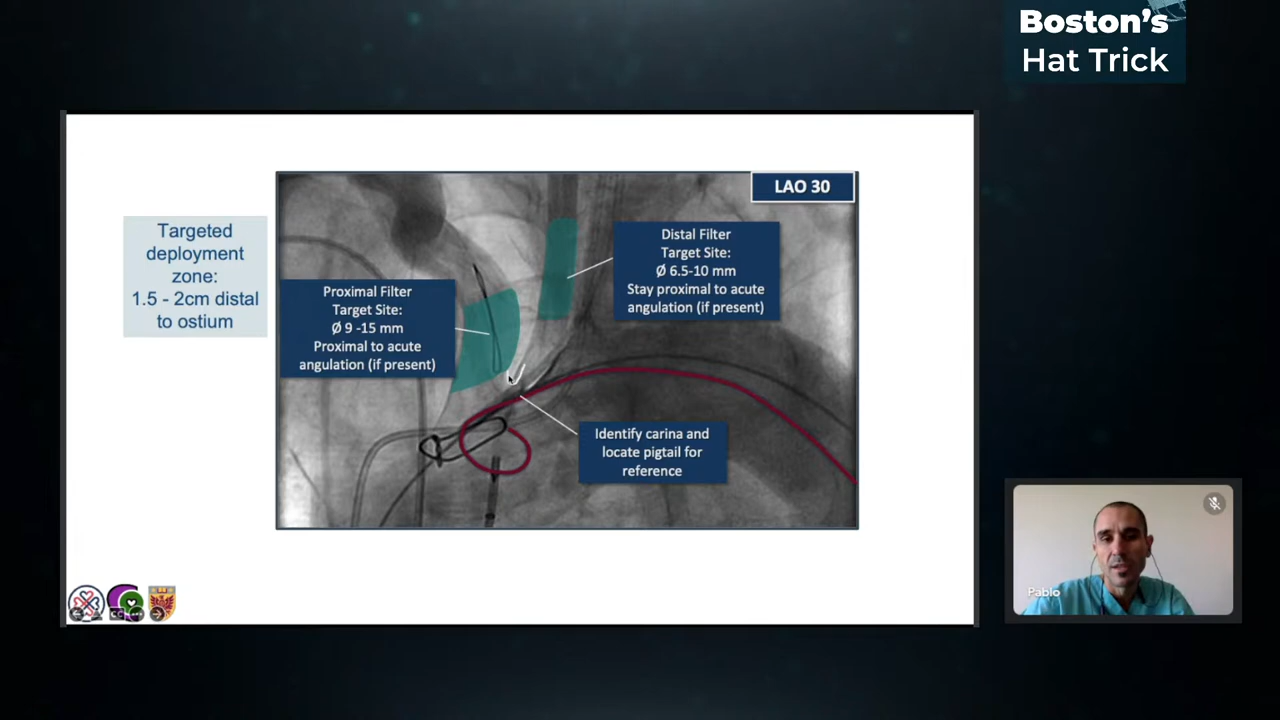 Boston's
Hat Trick
LAO 30
Targeted
deployment
zone:
1.5 - 2cm distal
to ostium
Proximal Filter
Target Site:
Ø 9 -15 mm
Proximal to acute
angulation (if present)
Distal Filter
Target Site:
Ø 6.5-10 mm
Stay proximal to acute
angulation (if present)
Identify carina and
locate pigtail for
reference
Pablo